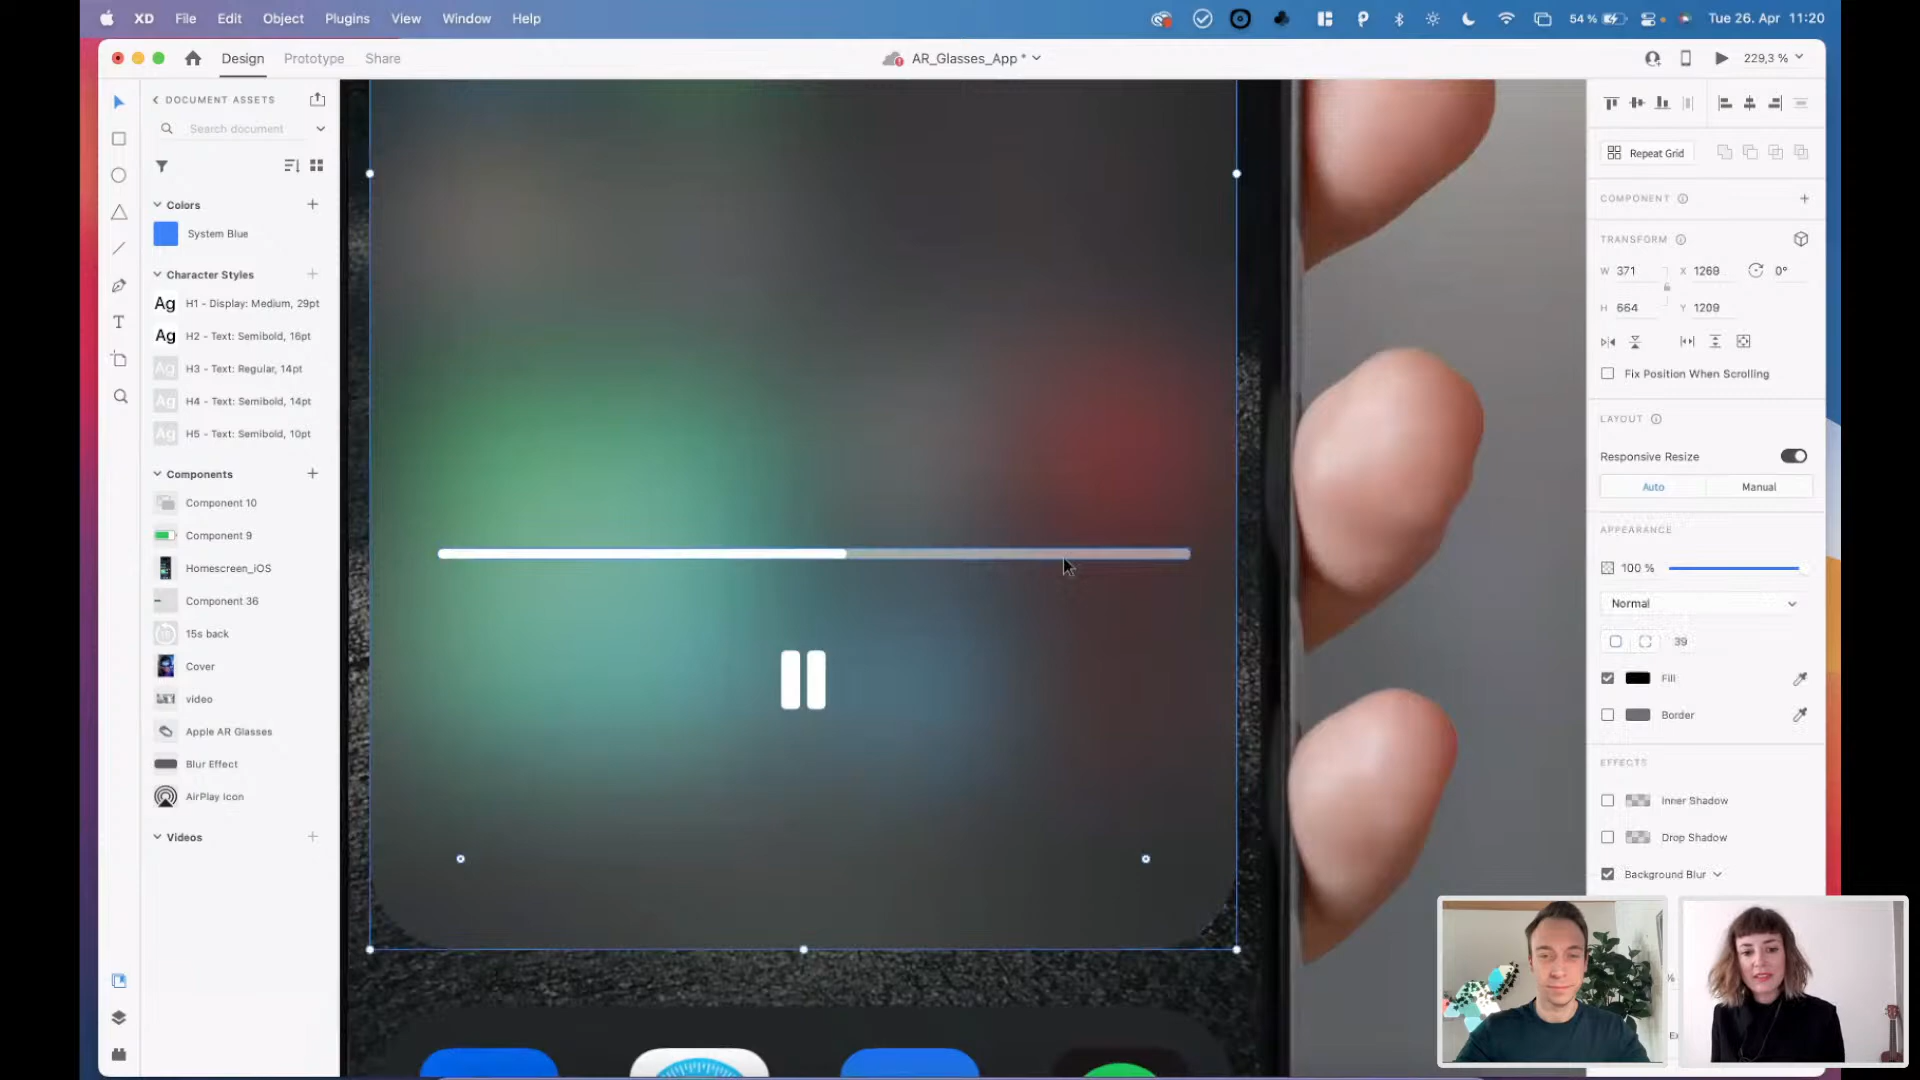 XD File Edit Object Plugins View Window Help
54 % Tue 26. Apr 11:20
Design Prototype Share
AR_Glasses_App *
229,3 %
DOCUMENT ASSETS
Search document
Colors
System Blue
Character Styles
Ag H1 - Display: Medium, 29pt
Ag H2 - Text: Semibold, 16pt
Ag H3 - Text: Regular, 14pt
Ag H4 - Text: Semibold, 14pt
Ag H5 - Text: Semibold, 10pt
Components
Component 10
Component 9
Homescreen_iOS
Component 36
15s back
Cover
video
Apple AR Glasses
Blur Effect
AirPlay Icon
Videos
Repeat Grid
COMPONENT
TRANSFORM
W 371 X 1269 0°
H 664 Y 1209
Fix Position When Scrolling
LAYOUT
Responsive Resize
Auto Manual
APPEARANCE
100 %
Normal
39
Fill
Border
EFFECTS
Inner Shadow
Drop Shadow
Background Blur